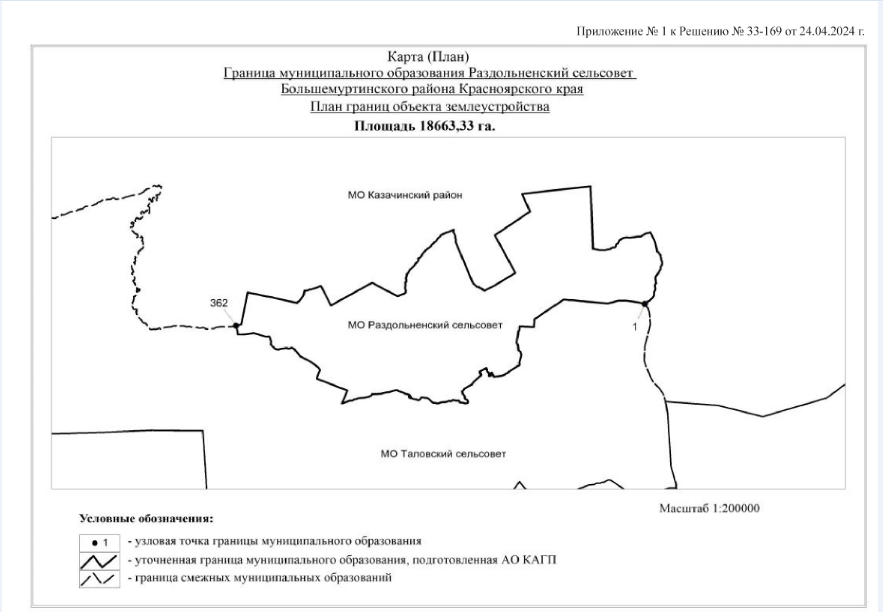 Приложение № 1 к Решению № 33-169 от 24.04.2024 г.
Карта (План)
Граница муниципального образования Раздольненский сельсовет
Большемуртинского района Красноярского края
План границ объекта землеустройства
Площадь 18663,33 га.
МО Казачинский район
362
МО Раздольненский сельсовет
1
МО Таловский сельсовет
Масштаб 1:200000
Условные обозначения:
1 - узловая точка границы муниципального образования
- уточненная граница муниципального образования, подготовленная АО КАГП
- граница смежных муниципальных образований